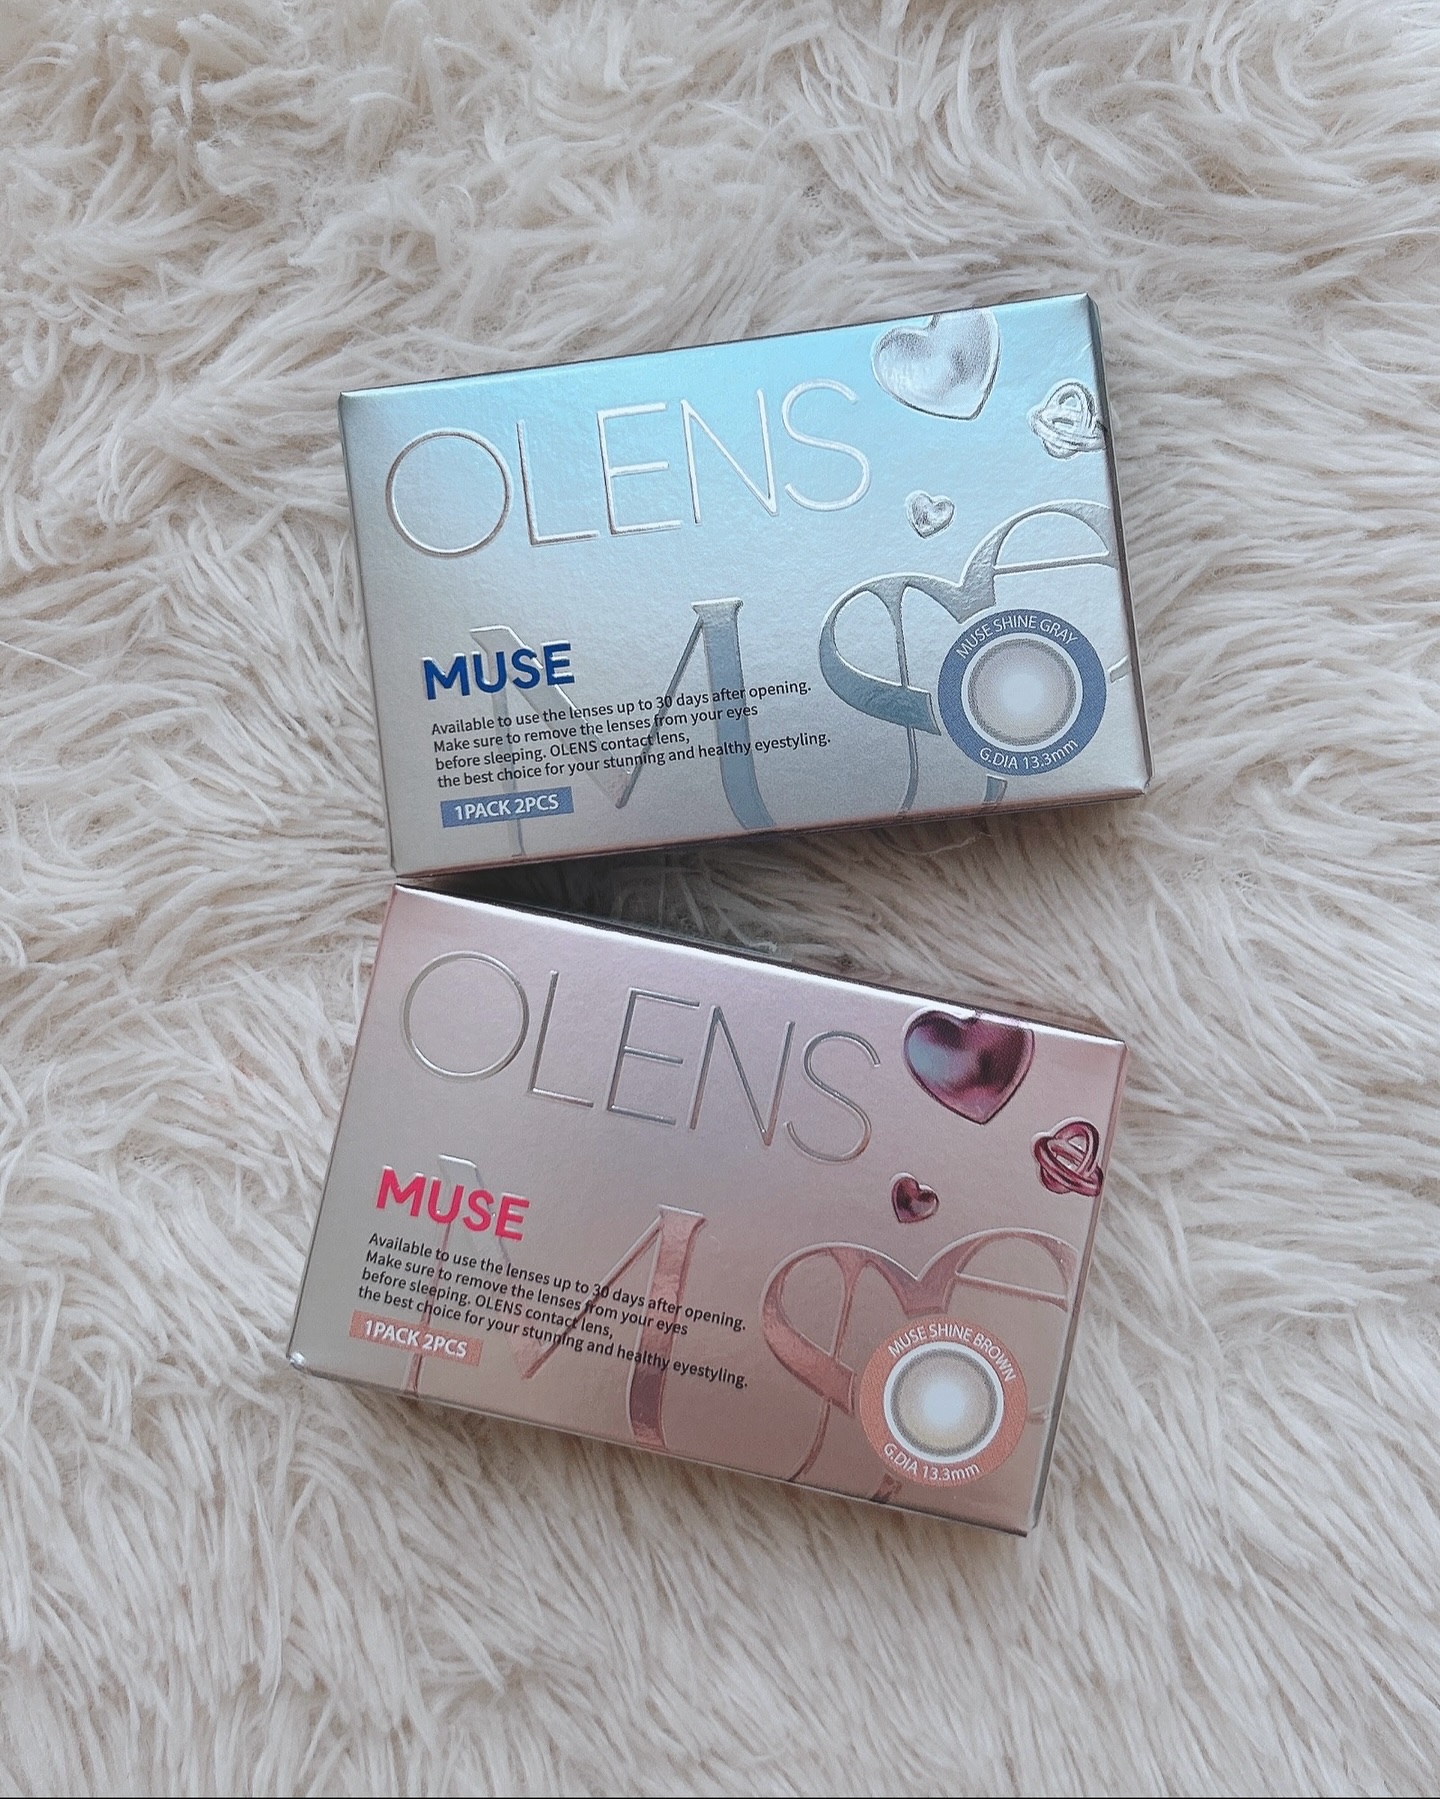 OLENS
Muse
MUSE
Available to use the lenses up to 30 days after opening.
Make sure to remove the lenses from your eyes
before sleeping. OLENS contact lens,
the best choice for your stunning and healthy eyestyling.
1PACK 2PCS
MUSE SHINE GRAY
G.DIA 13.3mm
OLENS
Muse
MUSE
Available to use the lenses up to 30 days after opening.
Make sure to remove the lenses from your eyes
before sleeping. OLENS contact lens,
the best choice for your stunning and healthy eyestyling.
1PACK 2PCS
MUSE SHINE BROWN
G.DIA 13.3mm